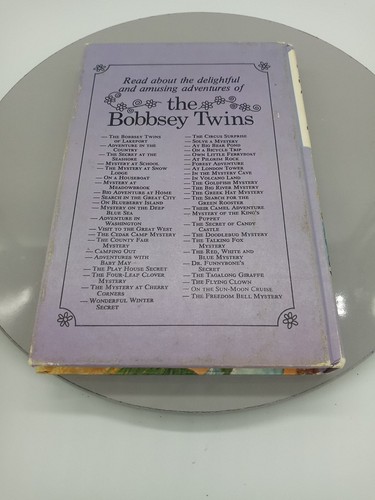 Read about the delightful
and amusing adventures of
the
Bobbsey Twins
— THE BOBBSEY TWINS
OF LAKEPORT
— ADVENTURE IN THE
COUNTRY
— THE SECRET AT THE
SEASHORE
— MYSTERY AT SCHOOL
— THE MYSTERY AT SNOW
LODGE
— ON A HOUSEBOAT
— MYSTERY AT
MEADOWBROOK
— BIG ADVENTURE AT HOME
— SEARCH IN THE GREAT CITY
— ON BLUEBERRY ISLAND
— MYSTERY ON THE DEEP
BLUE SEA
— ADVENTURE IN
WASHINGTON
— VISIT TO THE GREAT WEST
— THE CEDAR CAMP MYSTERY
— THE COUNTY FAIR
MYSTERY
— CAMPING OUT
— ADVENTURES WITH
BABY MAY
— THE PLAY HOUSE SECRET
— THE FOUR-LEAF CLOVER
MYSTERY
— THE MYSTERY AT CHERRY
CORNERS
— WONDERFUL WINTER
SECRET
— THE CIRCUS SURPRISE
— SOLVE A MYSTERY
— AT BIG BEAR POND
— ON A BICYCLE TRIP
— OWN LITTLE FERRYBOAT
— AT PILGRIM ROCK
— FOREST ADVENTURE
— AT LONDON TOWER
— IN THE MYSTERY CAVE
— IN VOLCANO LAND
— THE GOLDFISH MYSTERY
— THE BIG RIVER MYSTERY
— THE GREEK HAT MYSTERY
— THE SEARCH FOR THE
GREEN ROOSTER
— THEIR CAMEL ADVENTURE
— MYSTERY OF THE KING'S
PUPPET
— THE SECRET OF CANDY
CASTLE
— THE DOODLEBUG MYSTERY
— THE TALKING FOX
MYSTERY
— THE RED, WHITE AND
BLUE MYSTERY
— DR. FUNNYBONE'S
SECRET
— THE TAGALONG GIRAFFE
— THE FLYING CLOWN
— ON THE SUN-MOON CRUISE
— THE FREEDOM BELL MYSTERY